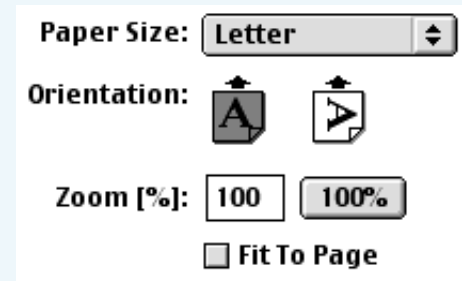 Paper Size: Letter
Orientation: A A
Zoom [%]: 100 100%
Fit To Page